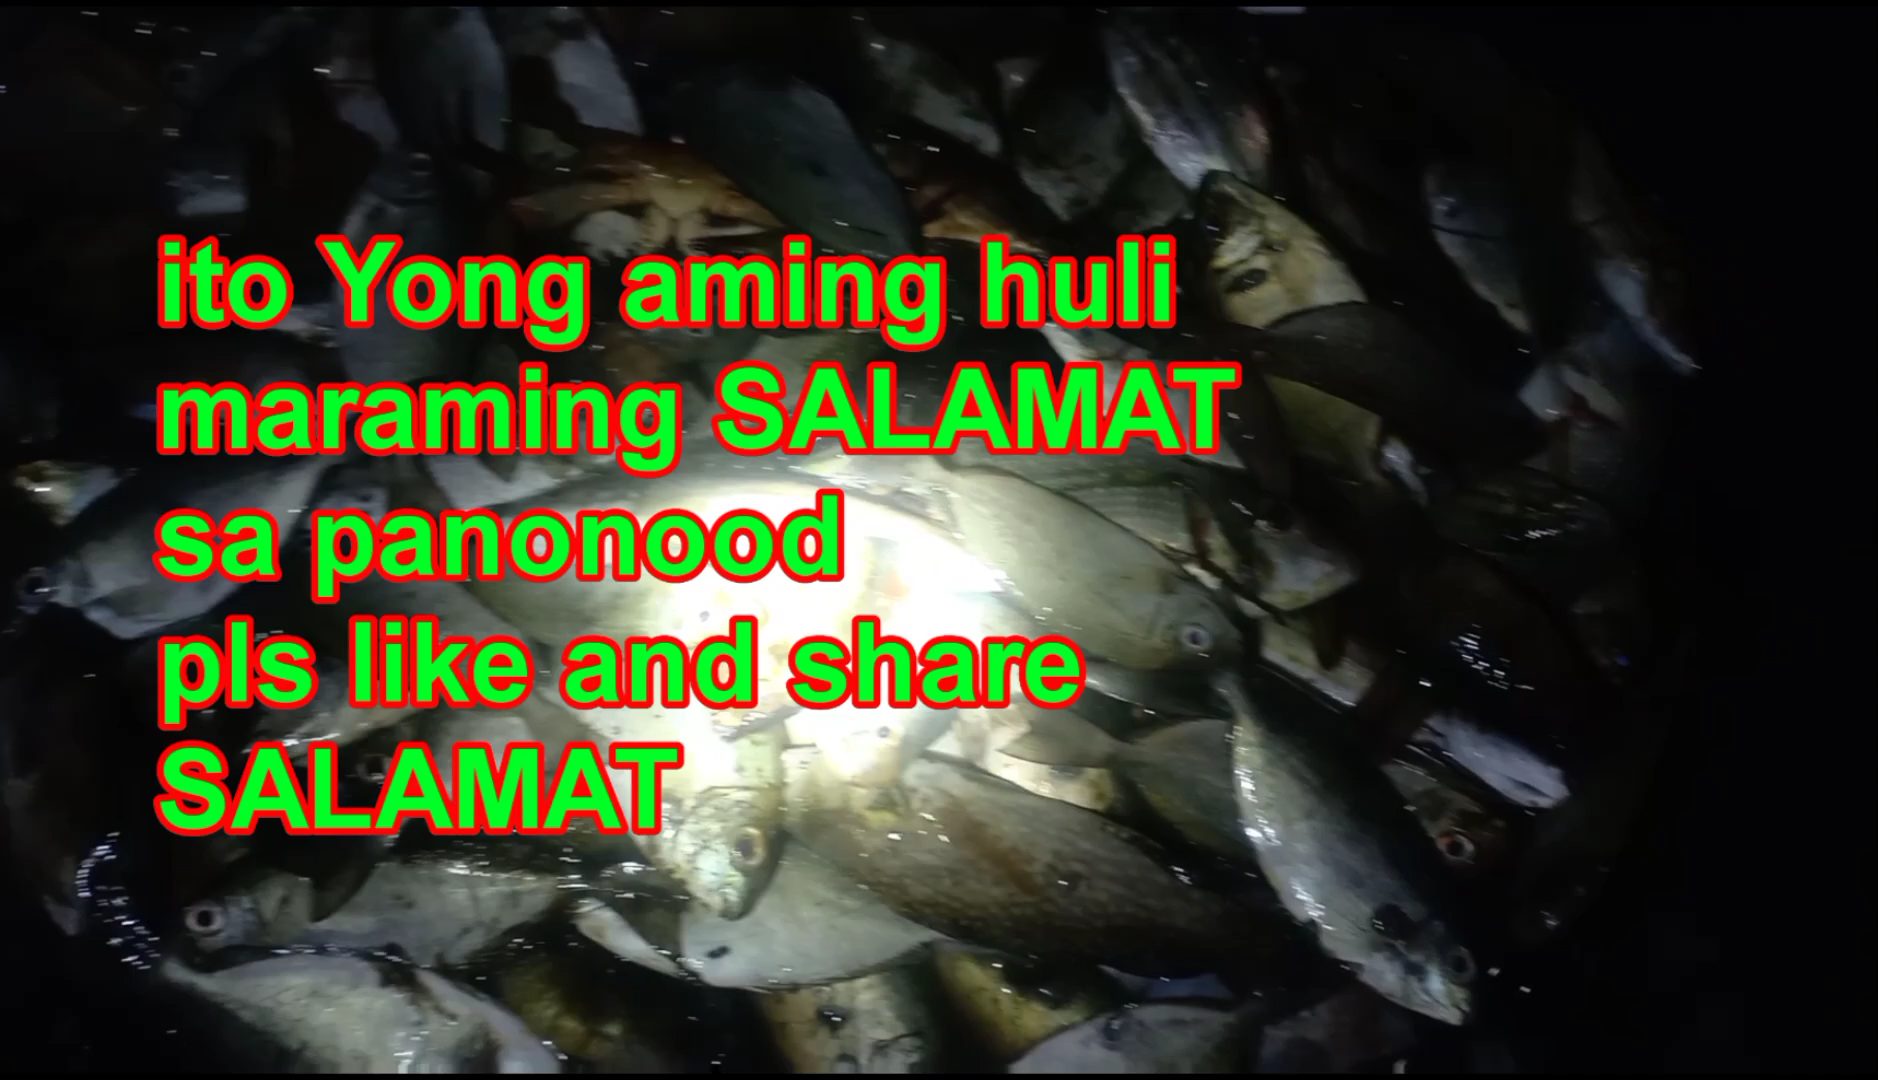 ito Yong aming huli
maraming SALAMAT
sa panonood
pls like and share
SALAMAT